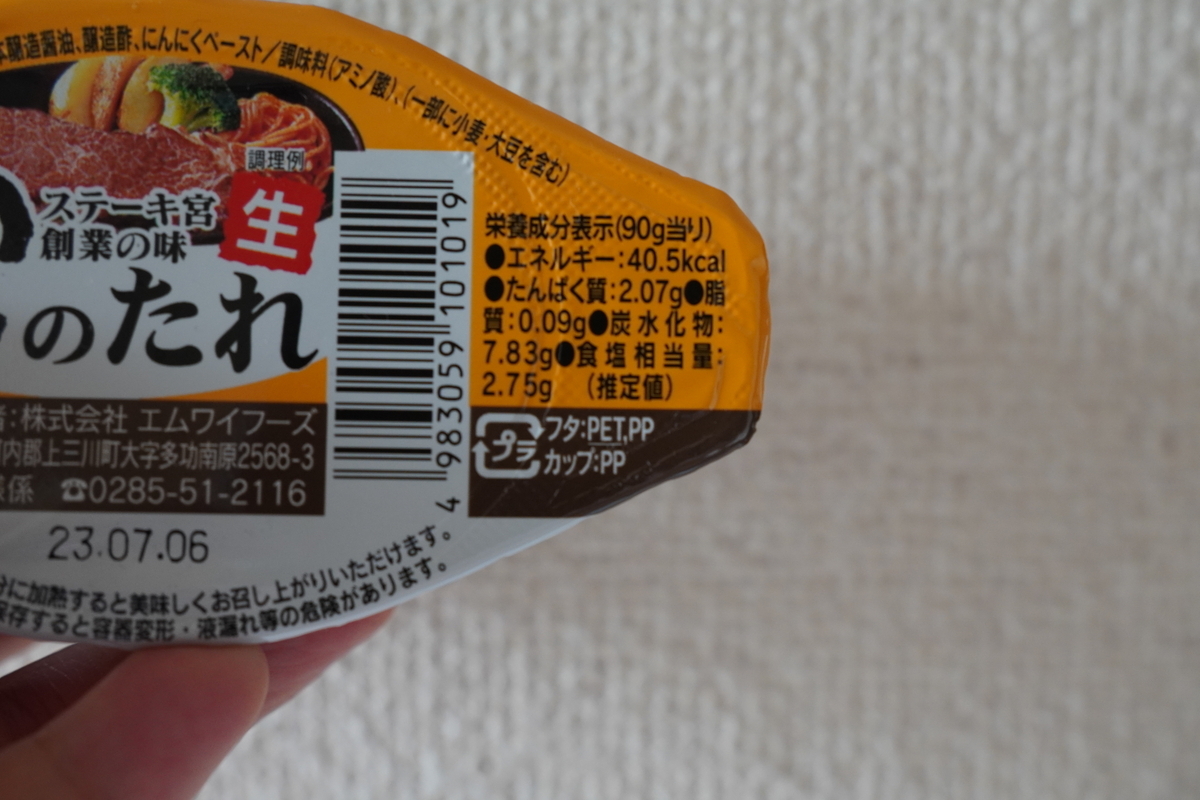 本醸造醤油、醸造酢、にんにくペースト／調味料(アミノ酸)、(一部に小麦・大豆を含む)
調理例
ステーキ宮
創業の味
生
のたれ
栄養成分表示(90g当り)
●エネルギー:40.5kcal
●たんぱく質:2.07g●脂
質:0.09g●炭水化物:
7.83g●食塩相当量:
2.75g (推定値)
プラ
フタ:PET,PP
カップ:PP
4 983059 101019
者:株式会社 エムワイフーズ
河内郡上三川町大字多功南原2568-3
係 ☎0285-51-2116
23.07.06
分に加熱すると美味しくお召し上がりいただけます。
保存すると容器変形・液漏れ等の危険があります。